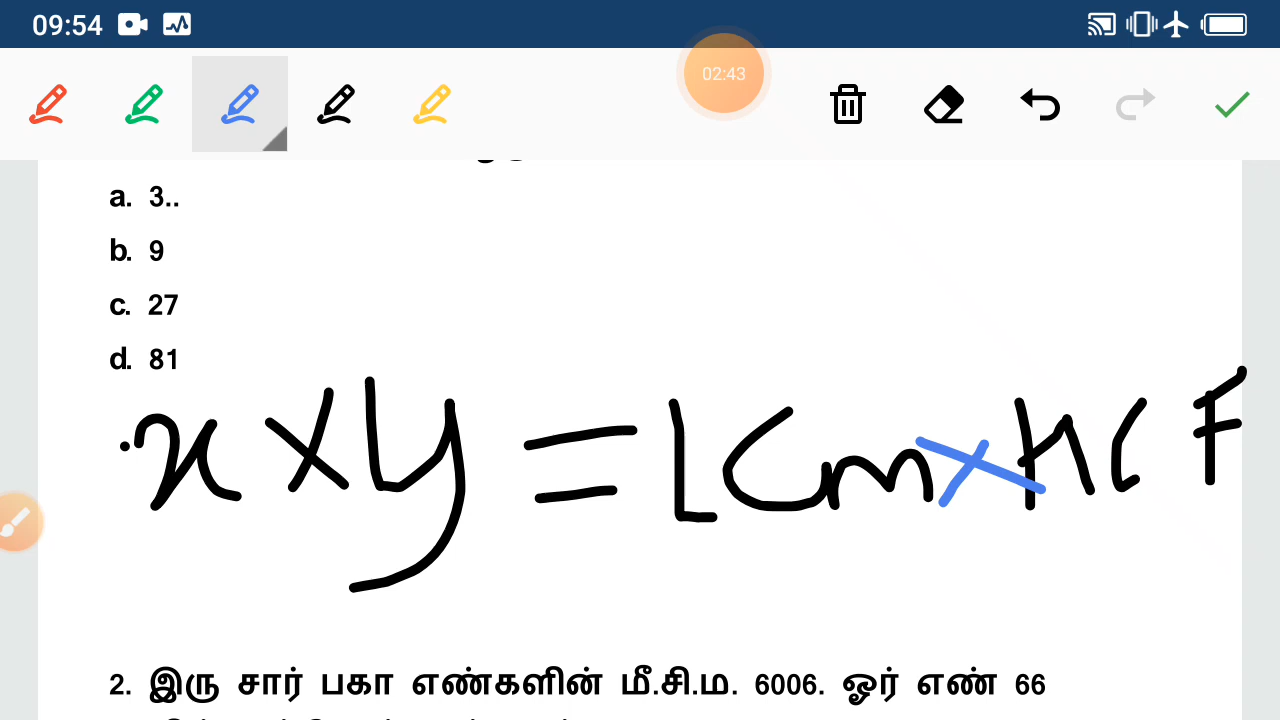 09:54
02:43
a. 3..
b. 9
c. 27
d. 81
x × y = LCm × HCF
2. இரு சார் பகா எண்களின் மீ.சி.ம. 6006. ஓர் எண் 66